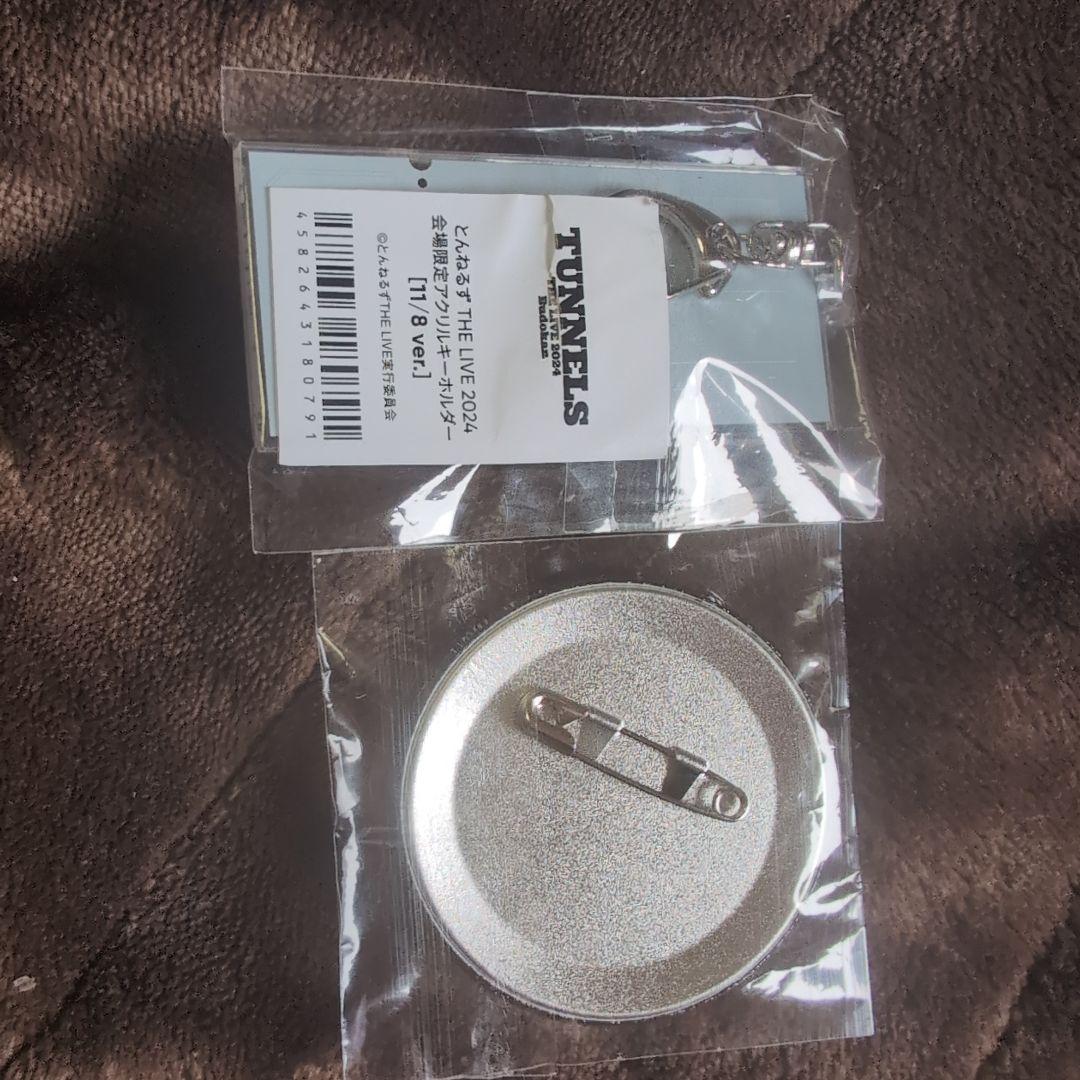 TUNNELS
THE LIVE 2024
Budokan
とんねるず THE LIVE 2024
会場限定アクリルキーホルダー
[11/8 ver.]
©とんねるずTHE LIVE実行委員会
4582643180791